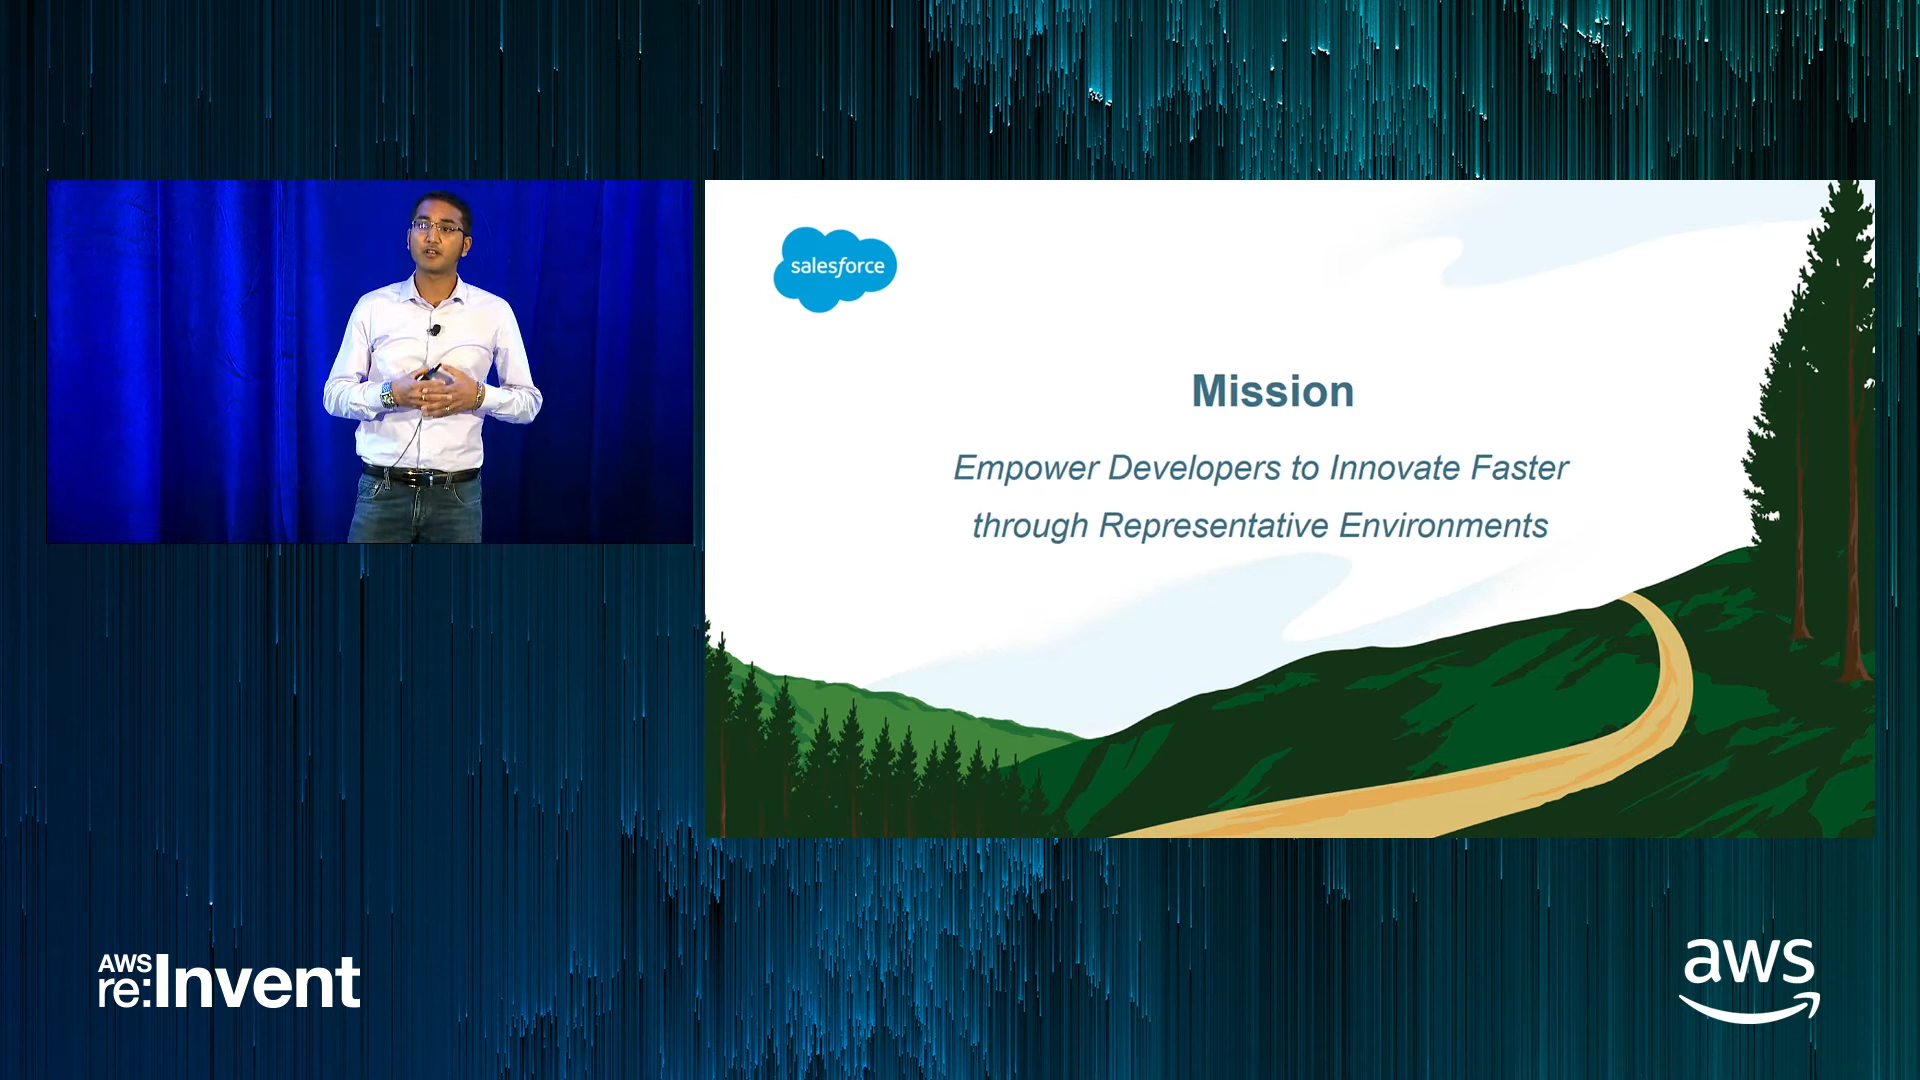 salesforce
Mission
Empower Developers to Innovate Faster
through Representative Environments
AWS
re:Invent
aws